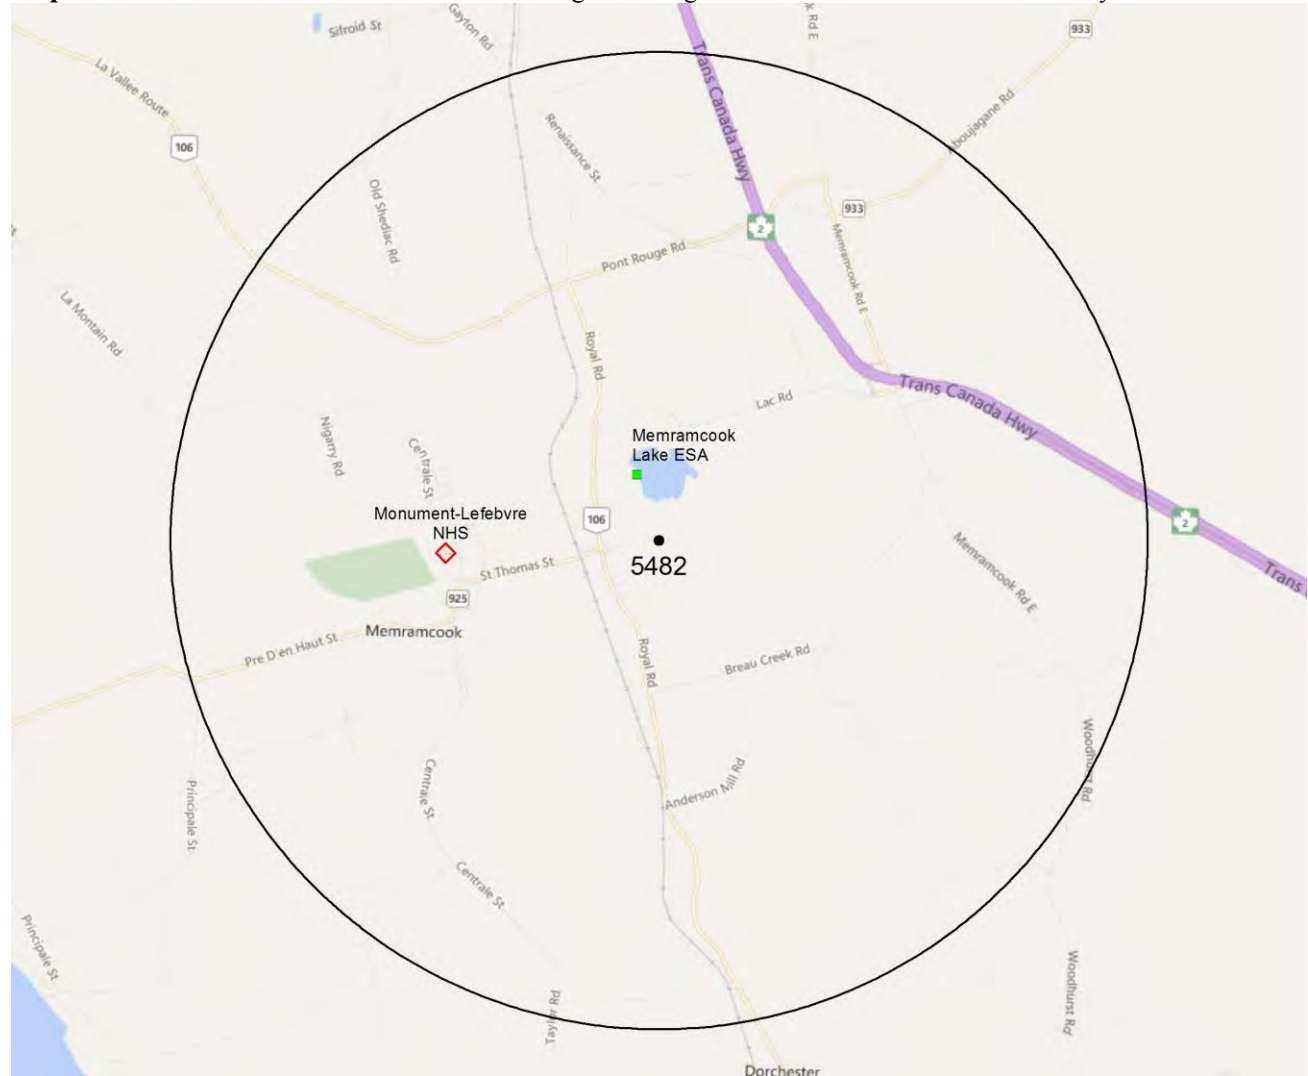 Gayton Rd
k Rd E
Sifroid St
933
La Vallee Route
Trans Canada Hwy
Aboujagane Rd
106
Renaissance St
Old Shediac Rd
933
2
Memramcook Rd E
Pont Rouge Rd
La Montain Rd
Royal Rd
Trans Canada Hwy
Lac Rd
Nigarry Rd
Centrale St
Memramcook
Lake ESA
Monument-Lefebvre
NHS
106
2
St Thomas St
5482
Memramcook Rd E
Trans
925
Memramcook
Pre D'en Haut St
Royal Rd
Breau Creek Rd
Woodhurst Rd
Principale St
Centrale St
Anderson Mill Rd
Centrale St
Principale St
Taylor Rd
Woodhurst Rd
Dorchester